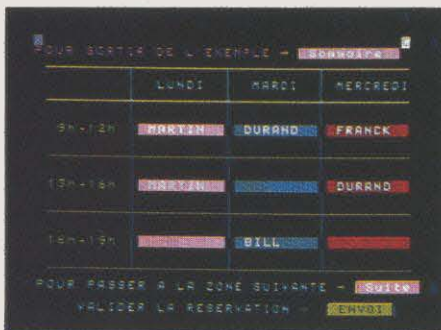 POUR SORTIR DE L'EXEMPLE → Sommaire
LUNDI MARDI MERCREDI
9h-12h MARTIN DURAND FRANCK
13h-16h MARTIN DURAND
16h-19h BILL
POUR PASSER A LA ZONE SUIVANTE → Suite
VALIDER LA RESERVATION → ENVOI